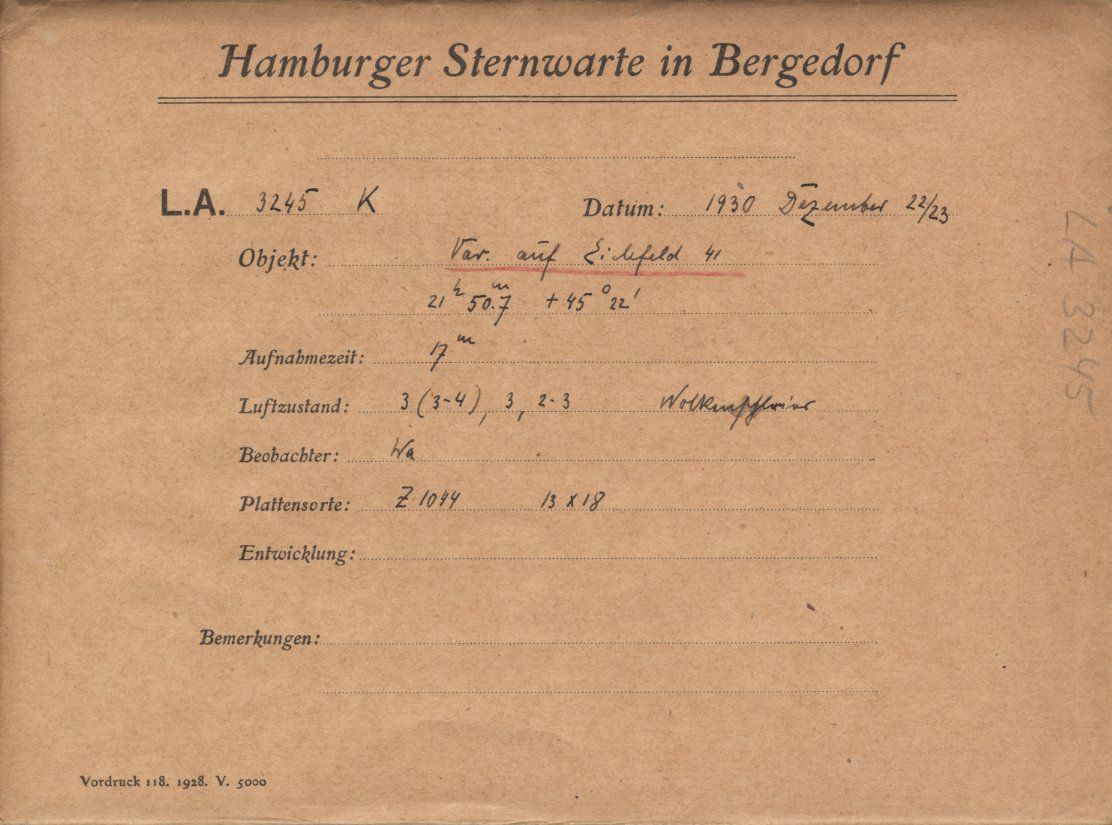 Hamburger Sternwarte in Bergedorf
L.A. 3245 K Datum: 1930 Dezember 22/23
Objekt: Var. auf Eichfeld 41
21h 50.m7 +45° 22'
Aufnahmezeit: 17m
Luftzustand: 3 (3-4), 3, 2-3 Wolkenschleier
Beobachter: Wa
Plattensorte: Z 1044 13 x 18
Entwicklung:
Bemerkungen:
Vordruck 118. 1928. V. 5000
LA 3245